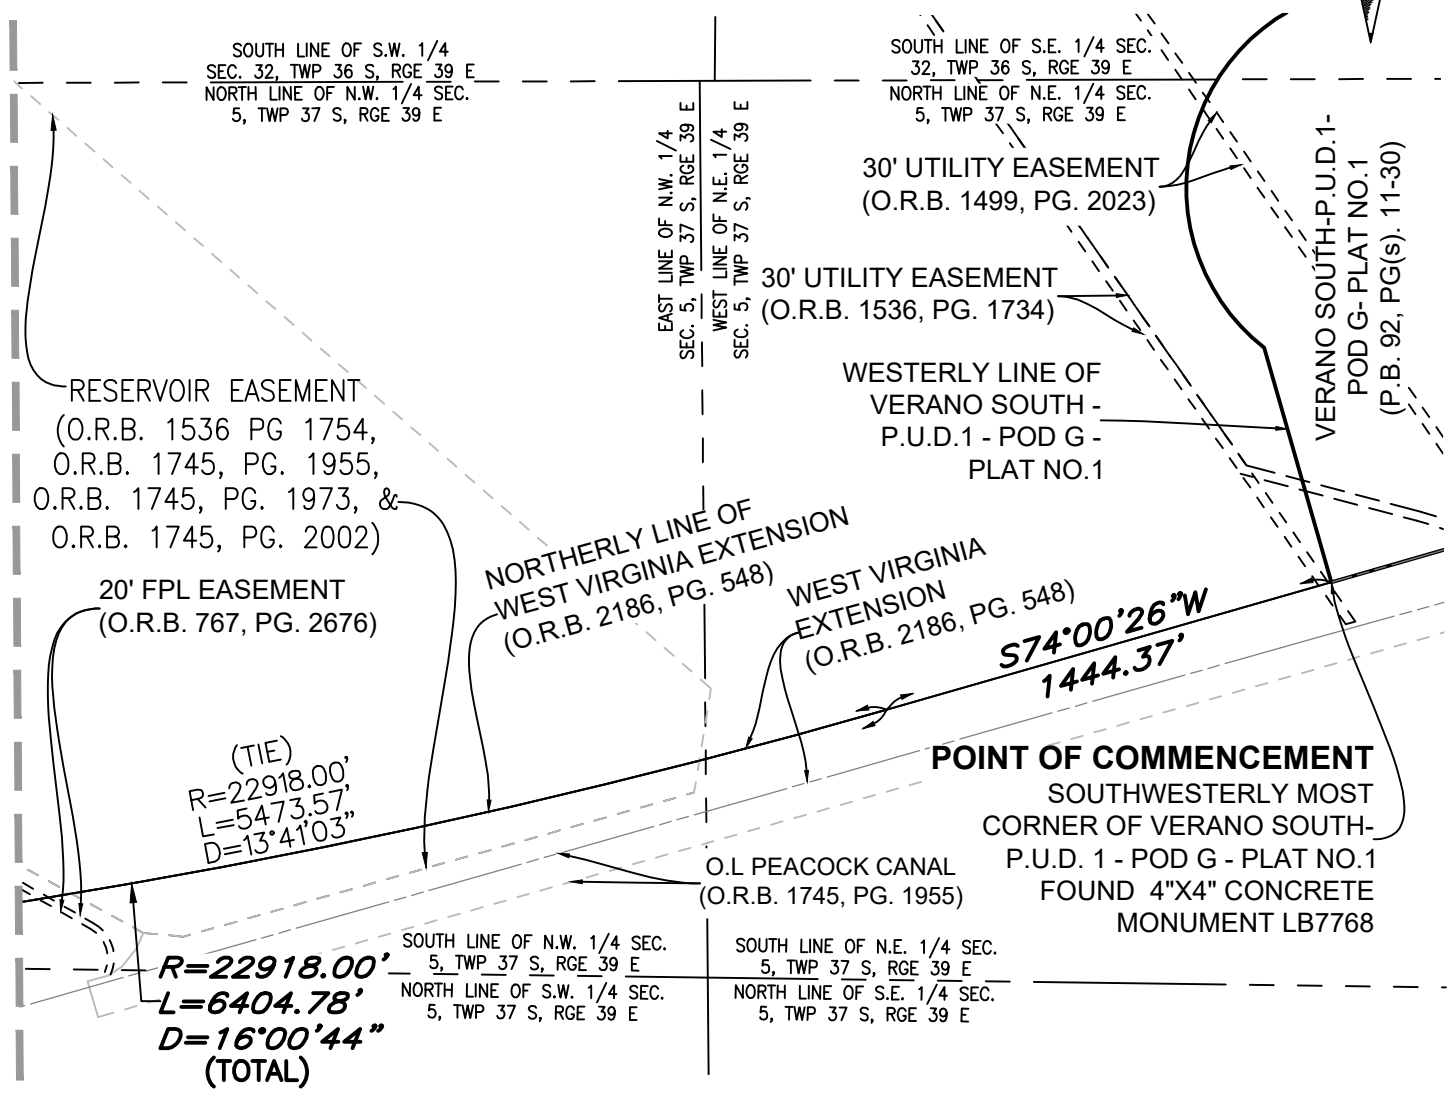 SOUTH LINE OF S.W. 1/4
SEC. 32, TWP 36 S, RGE 39 E
NORTH LINE OF N.W. 1/4 SEC.
5, TWP 37 S, RGE 39 E
SOUTH LINE OF S.E. 1/4 SEC.
32, TWP 36 S, RGE 39 E
NORTH LINE OF N.E. 1/4 SEC.
5, TWP 37 S, RGE 39 E
EAST LINE OF N.W. 1/4
SEC. 5, TWP 37 S, RGE 39 E
WEST LINE OF N.E. 1/4
SEC. 5, TWP 37 S, RGE 39 E
30' UTILITY EASEMENT
(O.R.B. 1499, PG. 2023)
VERANO SOUTH-P.U.D.1-
POD G- PLAT NO.1
(P.B. 92, PG(s). 11-30)
30' UTILITY EASEMENT
(O.R.B. 1536, PG. 1734)
WESTERLY LINE OF
VERANO SOUTH -
P.U.D.1 - POD G -
PLAT NO.1
RESERVOIR EASEMENT
(O.R.B. 1536 PG 1754,
O.R.B. 1745, PG. 1955,
O.R.B. 1745, PG. 1973, &
O.R.B. 1745, PG. 2002)
20' FPL EASEMENT
(O.R.B. 767, PG. 2676)
NORTHERLY LINE OF
WEST VIRGINIA EXTENSION
(O.R.B. 2186, PG. 548)
WEST VIRGINIA
EXTENSION
(O.R.B. 2186, PG. 548)
S74°00'26"W
1444.37'
(TIE)
R=22918.00'
L=5473.57'
D=13°41'03"
POINT OF COMMENCEMENT
SOUTHWESTERLY MOST
CORNER OF VERANO SOUTH-
P.U.D. 1 - POD G - PLAT NO.1
FOUND 4"X4" CONCRETE
MONUMENT LB7768
O.L PEACOCK CANAL
(O.R.B. 1745, PG. 1955)
SOUTH LINE OF N.W. 1/4 SEC.
5, TWP 37 S, RGE 39 E
NORTH LINE OF S.W. 1/4 SEC.
5, TWP 37 S, RGE 39 E
SOUTH LINE OF N.E. 1/4 SEC.
5, TWP 37 S, RGE 39 E
NORTH LINE OF S.E. 1/4 SEC.
5, TWP 37 S, RGE 39 E
R=22918.00'
L=6404.78'
D=16°00'44"
(TOTAL)